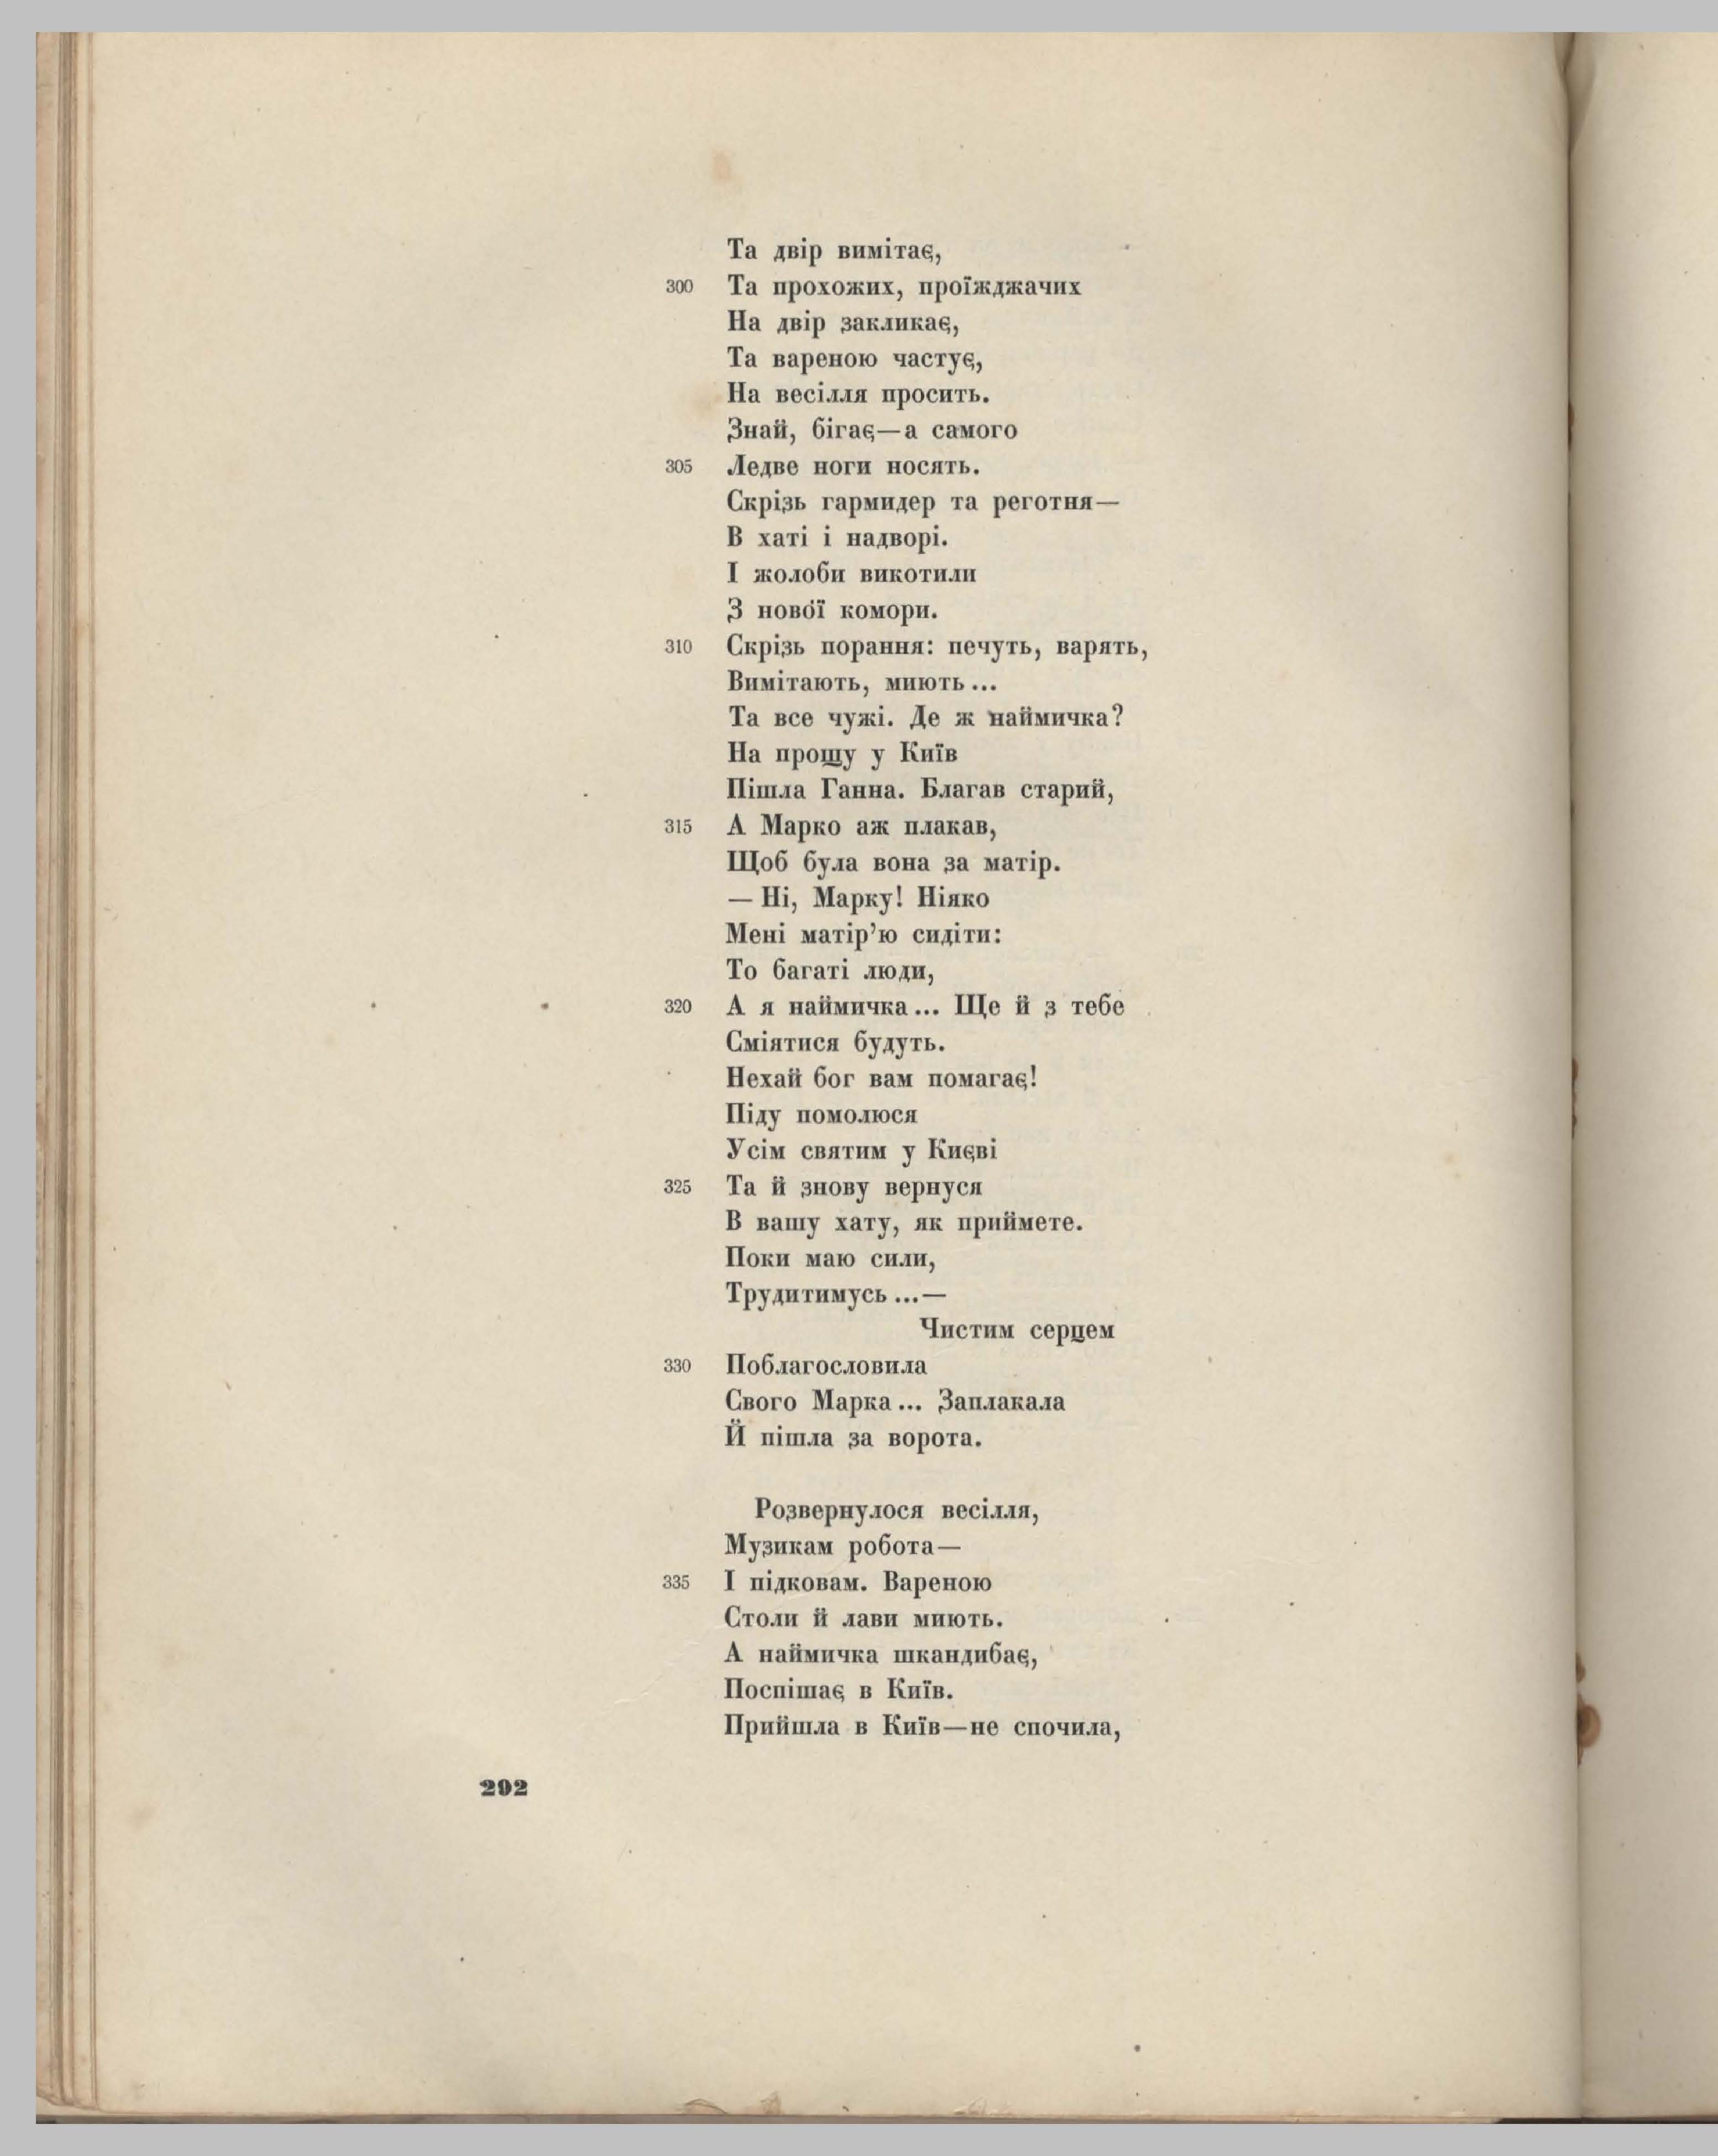 Та двір вимітає,
300 Та прохожих, проїжджачих
На двір закликає,
Та вареною частує,
На весілля просить.
Знай, бігає—а самого
305 Ледве ноги носять.
Скрізь гармидер та реготня—
В хаті і надворі.
І жолоби викотили
З нової комори.
310 Скрізь порання: печуть, варять,
Вимітають, миють...
Та все чужі. Де ж наймичка?
На прощу у Київ
Пішла Ганна. Благав старий,
315 А Марко аж плакав,
Щоб була вона за матір.
— Ні, Марку! Ніяко
Мені матір’ю сидіти:
То багаті люди,
320 А я наймичка... Ще й з тебе
Сміятися будуть.
Нехай бог вам помагає!
Піду помолюся
Усім святим у Києві
325 Та й знову вернуся
В вашу хату, як приймете.
Поки маю сили,
Трудитимусь...—
Чистим серцем
330 Поблагословила
Свого Марка... Заплакала
Й пішла за ворота.
Розвернулося весілля,
Музикам робота—
335 І підковам. Вареною
Столи й лави миють.
А наймичка шкандибає,
Поспішає в Київ.
Прийшла в Київ—не спочила,
292